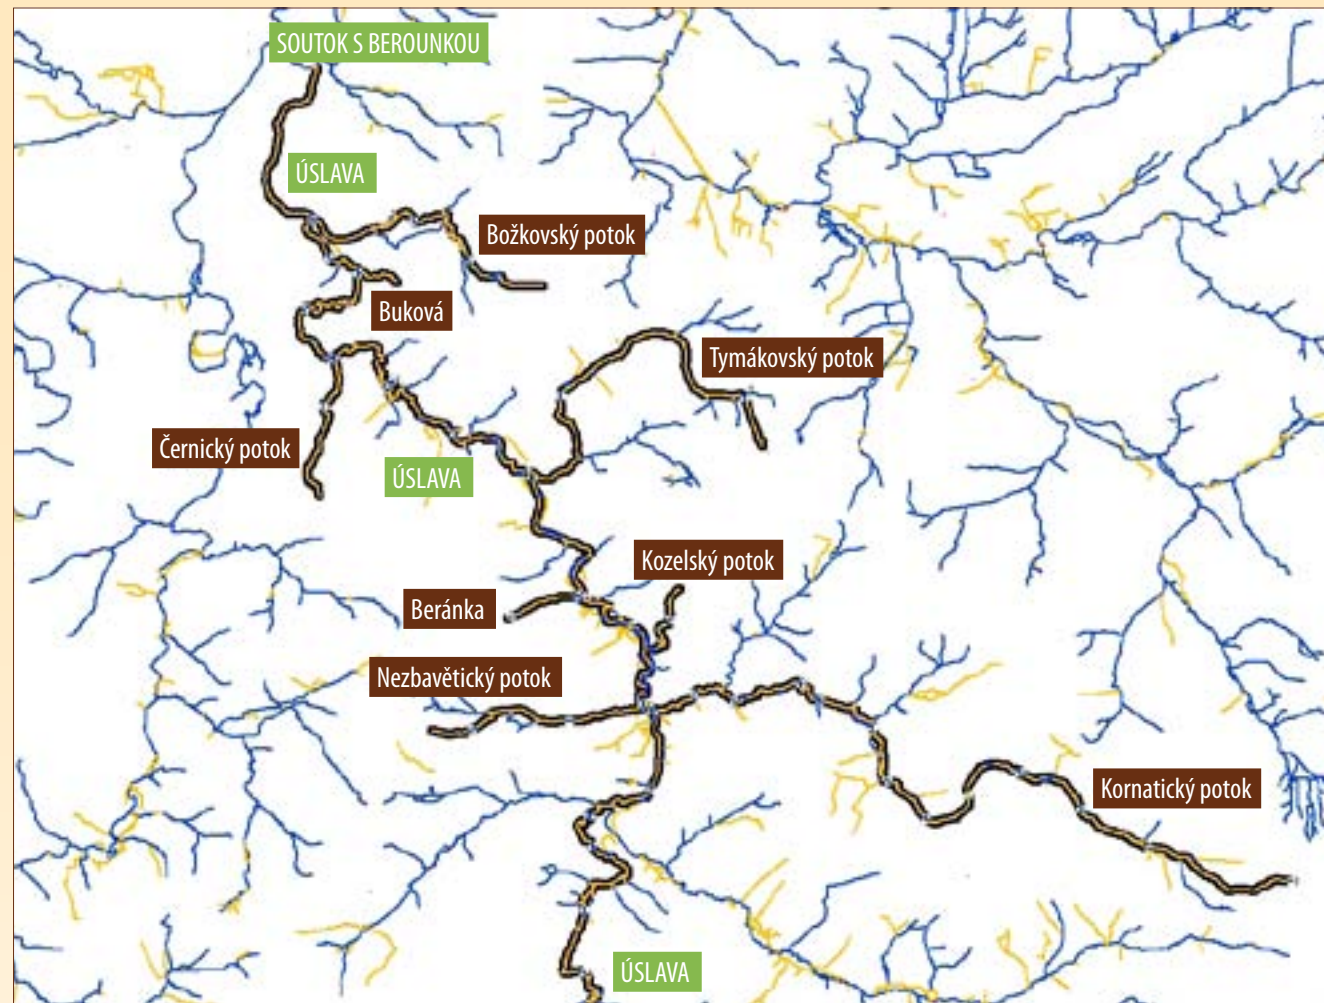 SOUTOK S BEROUNKOU
ÚSLAVA
Božkovský potok
Buková
Tymákovský potok
Černický potok
ÚSLAVA
Kozelský potok
Beránka
Nezbavětický potok
Kornatický potok
ÚSLAVA